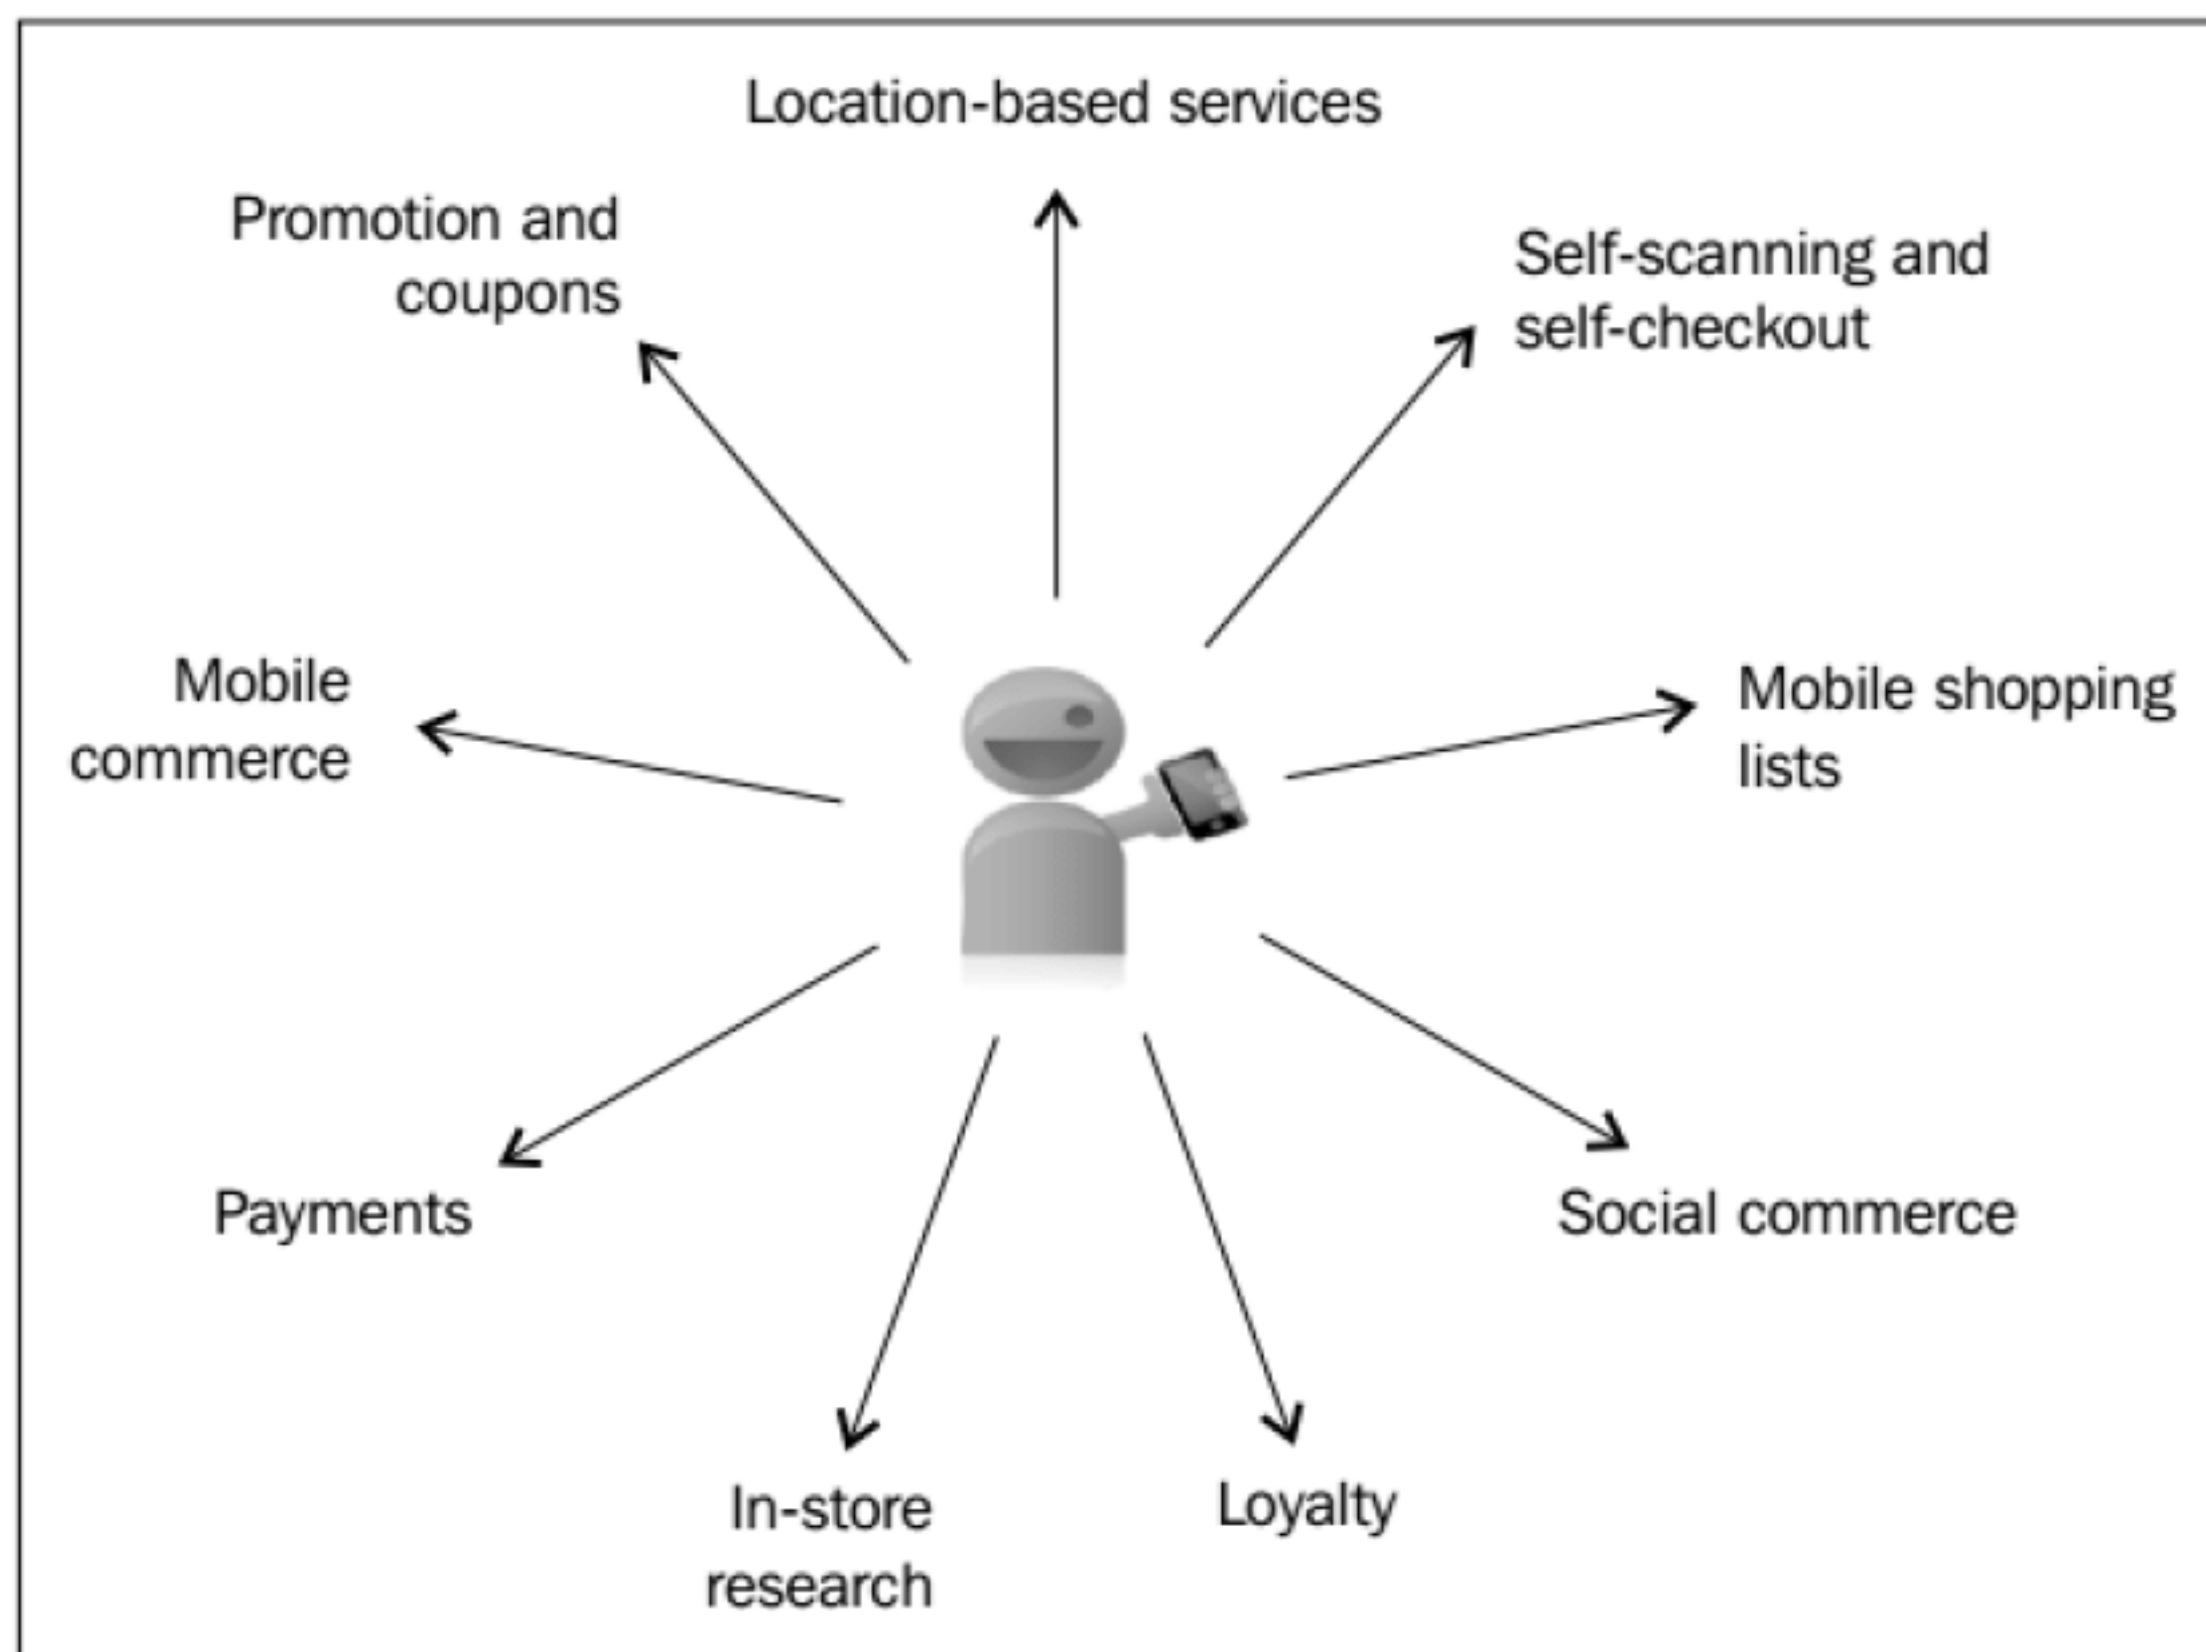 Location-based services
Promotion and
coupons
Self-scanning and
self-checkout
Mobile
commerce
Mobile shopping
lists
Payments
Social commerce
In-store
research
Loyalty